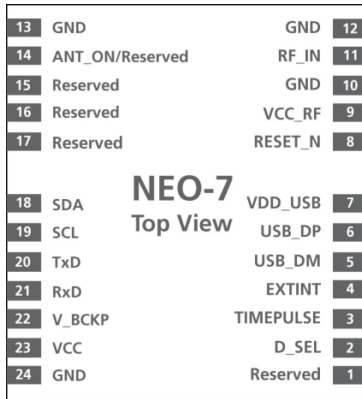 13 GND GND 12
14 ANT_ON/Reserved RF_IN 11
15 Reserved GND 10
16 Reserved VCC_RF 9
17 Reserved RESET_N 8
NEO-7
Top View
18 SDA VDD_USB 7
19 SCL USB_DP 6
20 TxD USB_DM 5
21 RxD EXTINT 4
22 V_BCKP TIMEPULSE 3
23 VCC D_SEL 2
24 GND Reserved 1